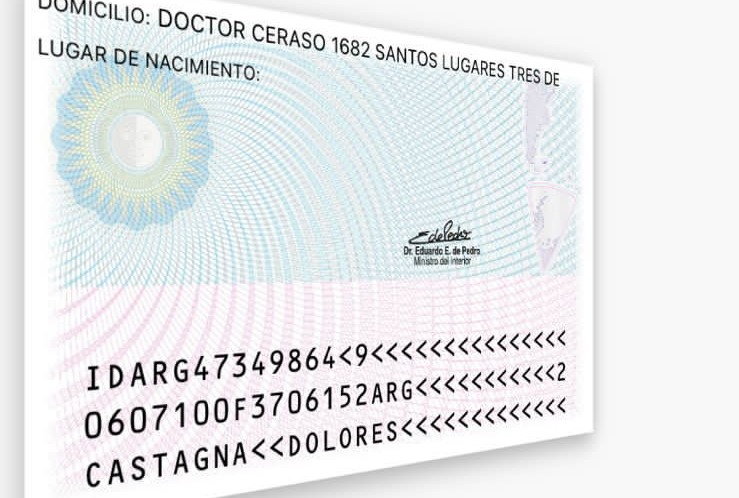 DOMICILIO: DOCTOR CERASO 1682 SANTOS LUGARES TRES DE
LUGAR DE NACIMIENTO:
Dr. Eduardo E. de Pedro
Ministro del Interior
IDARG47349864<9<<<<<<<<<<<<<<<
0607100F3706152ARG<<<<<<<<<<<2
CASTAGNA<<DOLORES<<<<<<<<<<<<<